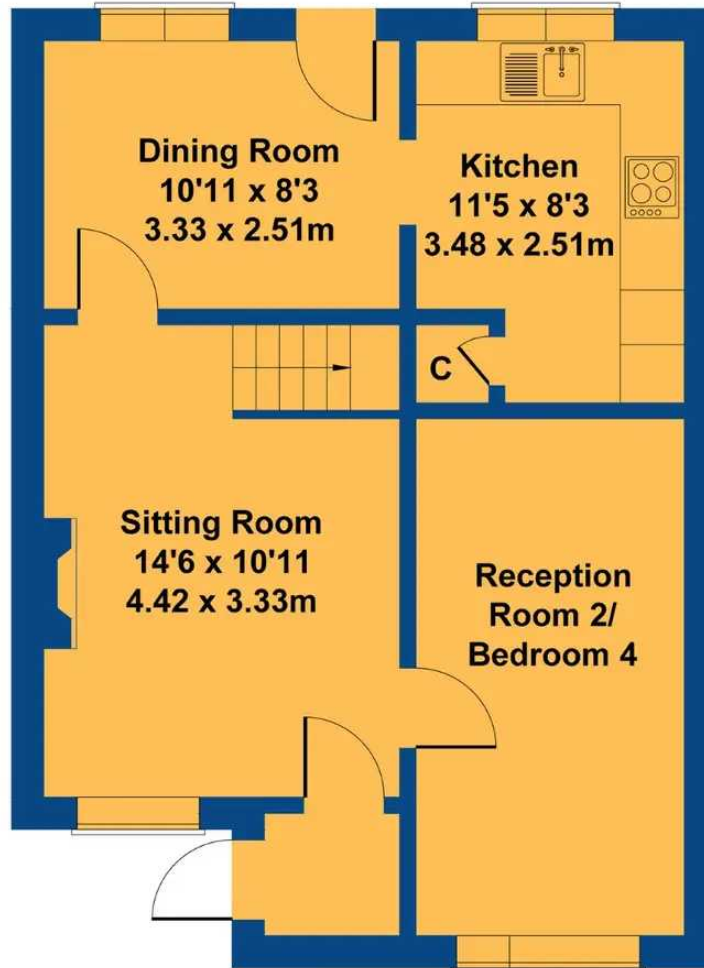 Dining Room
10'11 x 8'3
3.33 x 2.51m
Kitchen
11'5 x 8'3
3.48 x 2.51m
C
Sitting Room
14'6 x 10'11
4.42 x 3.33m
Reception
Room 2/
Bedroom 4